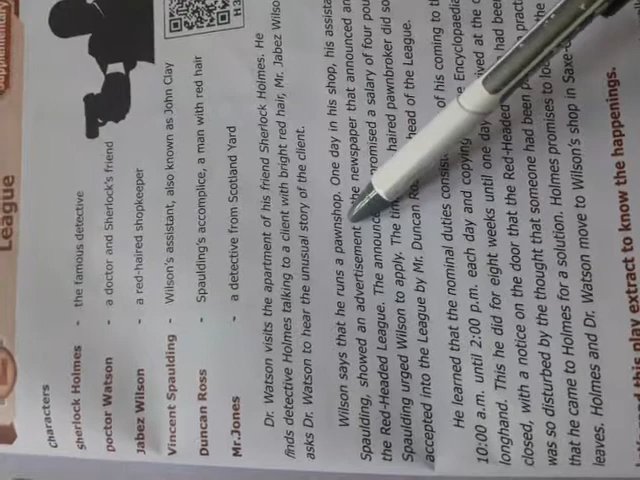 Supplementary
League
Characters
Sherlock Holmes - the famous detective
poctor Watson - a doctor and Sherlock's friend
Jabez Wilson - a red-haired shopkeeper
Vincent Spaulding - Wilson's assistant, also known as John Clay
Duncan Ross - Spaulding's accomplice, a man with red hair
Mr.Jones - a detective from Scotland Yard
Dr. Watson visits the apartment of his friend Sherlock Holmes. He
finds detective Holmes talking to a client with bright red hair, Mr. Jabez Wilso
asks Dr. Watson to hear the unusual story of the client.
Wilson says that he runs a pawnshop. One day in his shop, his assista
Spaulding, showed an advertisement the newspaper that announced an
the Red-Headed League. The announce promised a salary of four pou
Spaulding urged Wilson to apply. The haired pawnbroker did so
accepted into the League by Mr. Duncan Ro head of the League.
He learned that the nominal duties consis of his coming to th
10:00 a.m. until 2:00 p.m. each day and copying Encyclopaedia
longhand. This he did for eight weeks until one day ived at the o
closed, with a notice on the door that the Red-Headed had been
was so disturbed by the thought that someone had been pract
that he came to Holmes for a solution. Holmes promises to the
leaves. Holmes and Dr. Watson move to Wilson's shop in Saxe-
this play extract to know the happenings.